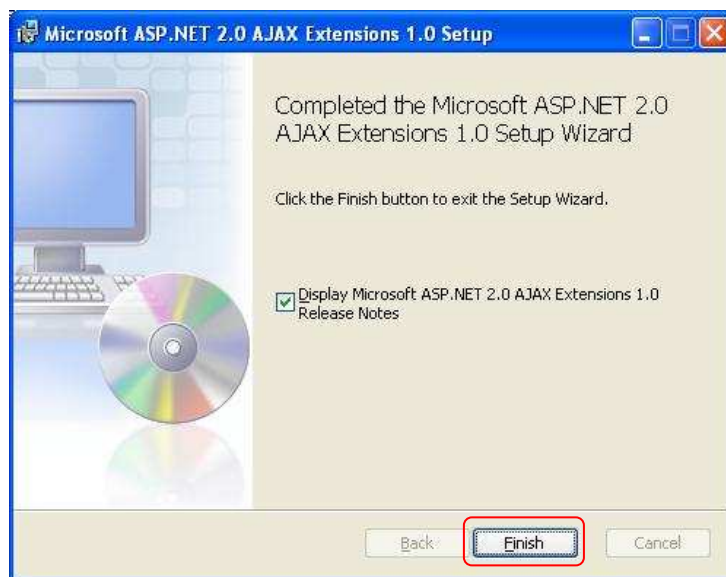 Microsoft ASP.NET 2.0 AJAX Extensions 1.0 Setup
Completed the Microsoft ASP.NET 2.0
AJAX Extensions 1.0 Setup Wizard
Click the Finish button to exit the Setup Wizard.
Display Microsoft ASP.NET 2.0 AJAX Extensions 1.0
Release Notes
Back Finish Cancel